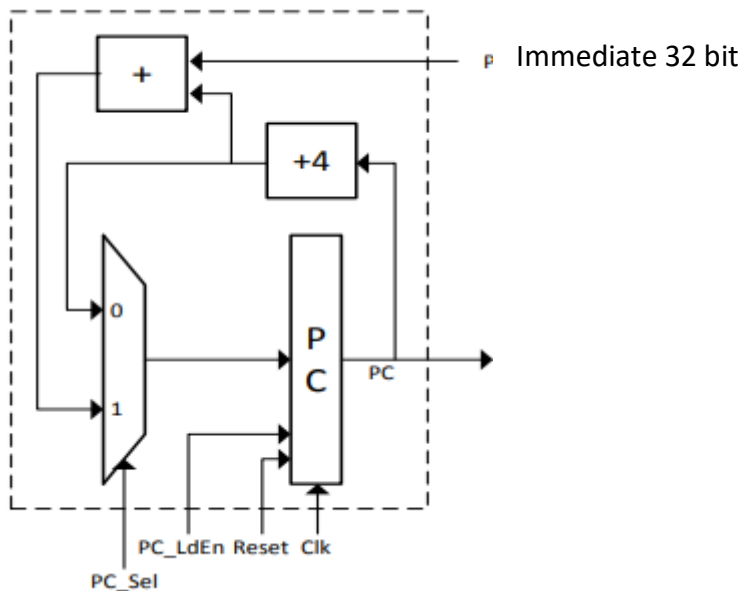 Immediate 32 bit
+
+4
0
P
C
PC
1
PC_LdEn Reset Clk
PC_Sel